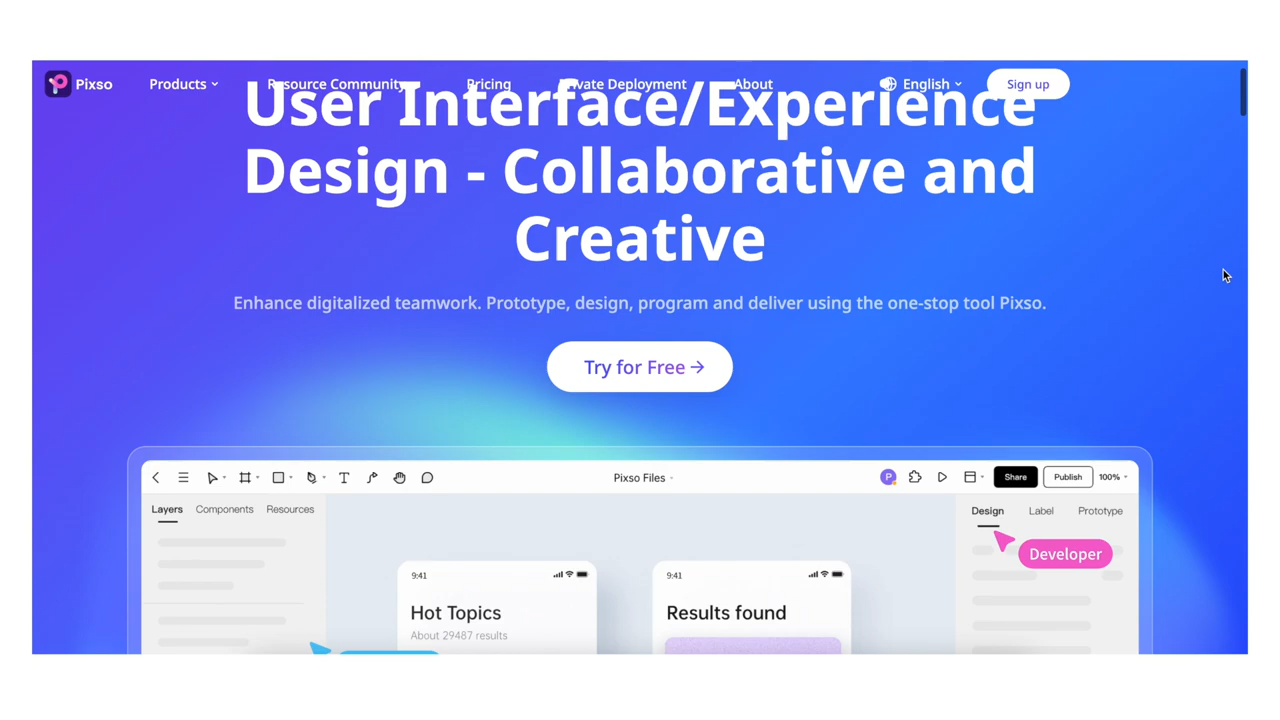 Pixso
Products
Resource Community
Pricing
Private Deployment
About
English
Sign up
User Interface/Experience
Design - Collaborative and
Creative
Enhance digitalized teamwork. Prototype, design, program and deliver using the one-stop tool Pixso.
Try for Free →
Pixso Files
P
Share
Publish
100%
Layers
Components
Resources
Design
Label
Prototype
Developer
9:41
Hot Topics
About 29487 results
9:41
Results found